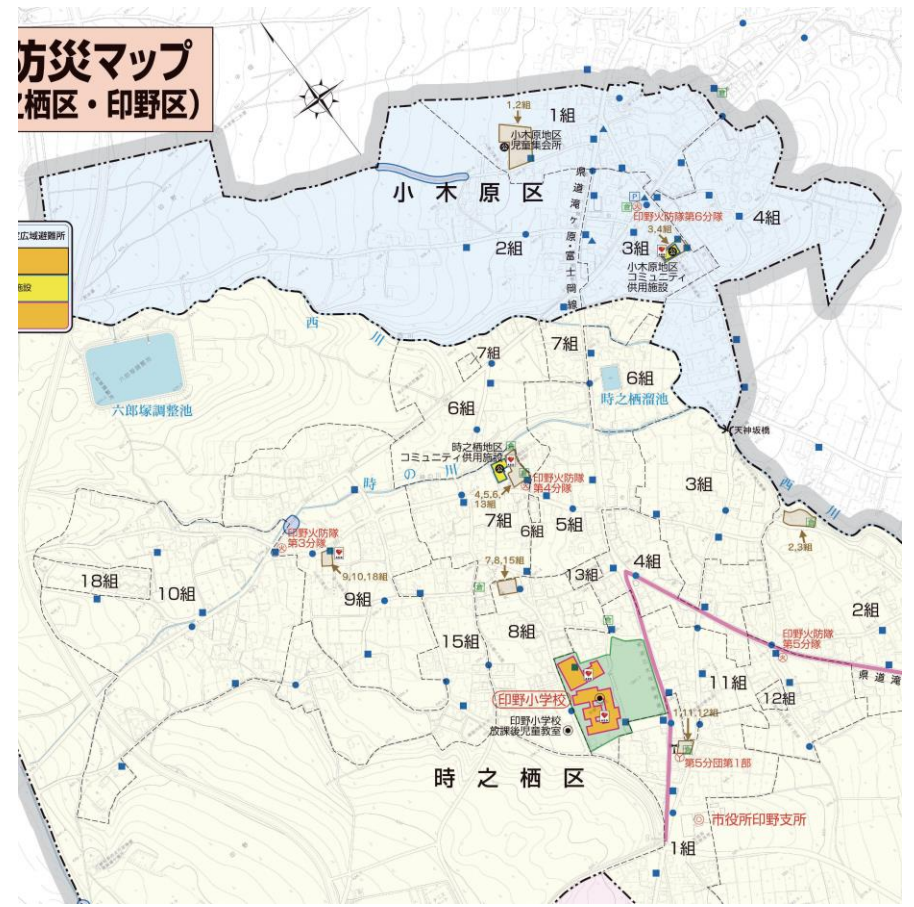 防災マップ
之栖区・印野区)
広域避難所
施設
1,2組
1組
小木原地区
児童集会所
小木原区
県道滝ヶ原・富士岡線
P
倉
印野火防隊第6分隊
4組
2組
3組
3,4組
小木原地区
コミュニティ
供用施設
西川
7組
7組
6組
時之栖溜池
六郎塚調整池
6組
天神坂橋
時之栖地区
コミュニティ供用施設
時の川
印野火防隊
第4分隊
4,5,6,
13組
3組
西川
7組
6組
5組
2,3組
印野火防隊
第3分隊
9,10,18組
7,8,15組
13組
4組
18組
10組
9組
2組
15組
8組
印野火防隊
第5分隊
県道滝
11組
12組
印野小学校
1,11,12組
印野小学校
放課後児童教室
第5分団第1部
時之栖区
市役所印野支所
1組